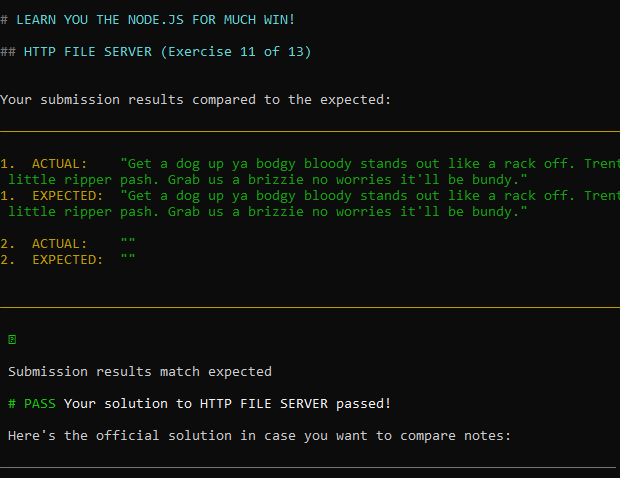 # LEARN YOU THE NODE.JS FOR MUCH WIN!
## HTTP FILE SERVER (Exercise 11 of 13)
Your submission results compared to the expected:
1.  ACTUAL:    "Get a dog up ya bodgy bloody stands out like a rack off. Trent
little ripper pash. Grab us a brizzie no worries it'll be bundy."
1.  EXPECTED:  "Get a dog up ya bodgy bloody stands out like a rack off. Trent
little ripper pash. Grab us a brizzie no worries it'll be bundy."
2.  ACTUAL:    ""
2.  EXPECTED:  ""
Submission results match expected
# PASS Your solution to HTTP FILE SERVER passed!
Here's the official solution in case you want to compare notes: